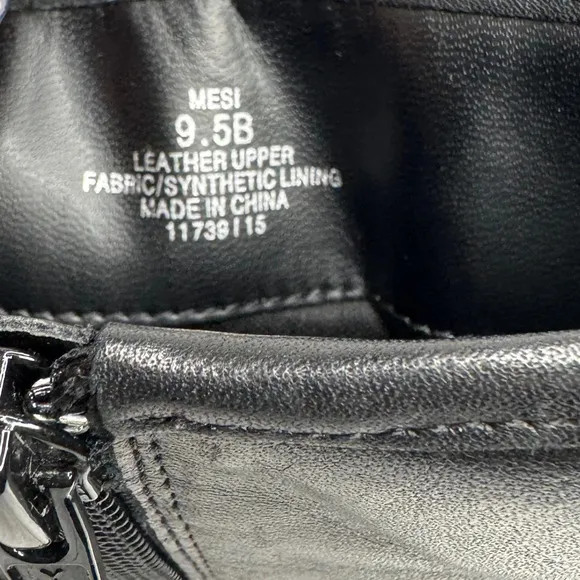 MESI
9.5B
LEATHER UPPER
FABRIC/SYNTHETIC LINING
MADE IN CHINA
11739 I 15